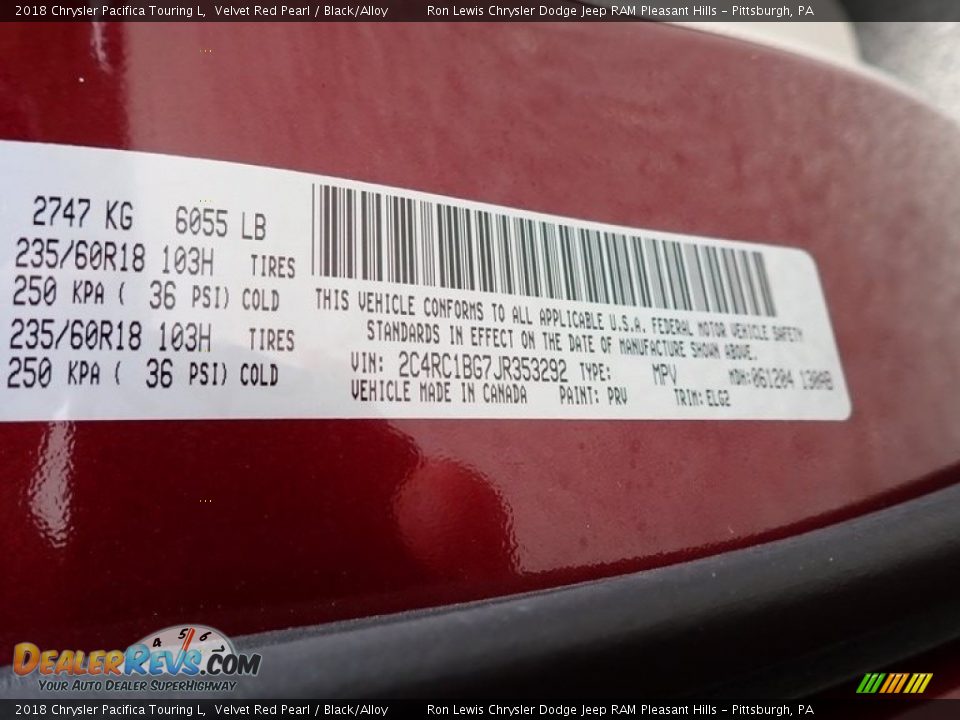 2018 Chrysler Pacifica Touring L, Velvet Red Pearl / Black/Alloy Ron Lewis Chrysler Dodge Jeep RAM Pleasant Hills - Pittsburgh, PA
2747 KG 6055 LB
235/60R18 103H TIRES
250 KPA ( 36 PSI) COLD
235/60R18 103H TIRES
250 KPA ( 36 PSI) COLD
THIS VEHICLE CONFORMS TO ALL APPLICABLE U.S.A. FEDERAL MOTOR VEHICLE SAFETY
STANDARDS IN EFFECT ON THE DATE OF MANUFACTURE SHOWN ABOVE.
VIN: 2C4RC1BG7JR353292 TYPE: MPV MDH:
VEHICLE MADE IN CANADA PAINT: PRV TRIM: ELG2
4 5 6
DEALERREVS.COM
YOUR AUTO DEALER SUPERHIGHWAY
2018 Chrysler Pacifica Touring L, Velvet Red Pearl / Black/Alloy Ron Lewis Chrysler Dodge Jeep RAM Pleasant Hills - Pittsburgh, PA